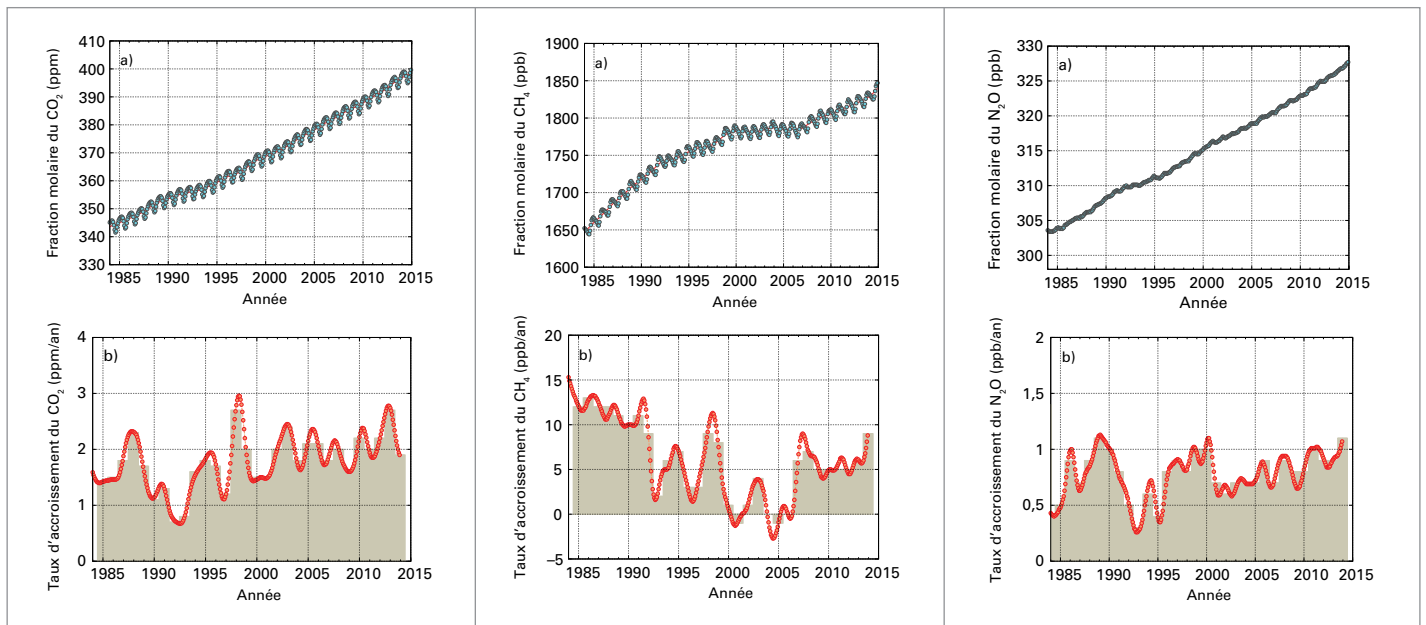 a)
Fraction molaire du CO2 (ppm)
410
400
390
380
370
360
350
340
330
1985 1990 1995 2000 2005 2010 2015
Année
a)
Fraction molaire du CH4 (ppb)
1900
1850
1800
1750
1700
1650
1600
1985 1990 1995 2000 2005 2010 2015
Année
a)
Fraction molaire du N2O (ppb)
330
325
320
315
310
305
300
1985 1990 1995 2000 2005 2010 2015
Année
b)
Taux d'accroissement du CO2 (ppm/an)
4
3
2
1
0
1985 1990 1995 2000 2005 2010 2015
Année
b)
Taux d'accroissement du CH4 (ppb/an)
20
15
10
5
0
–5
1985 1990 1995 2000 2005 2010 2015
Année
b)
Taux d'accroissement du N2O (ppb/an)
2
1,5
1
0,5
0
1985 1990 1995 2000 2005 2010 2015
Année